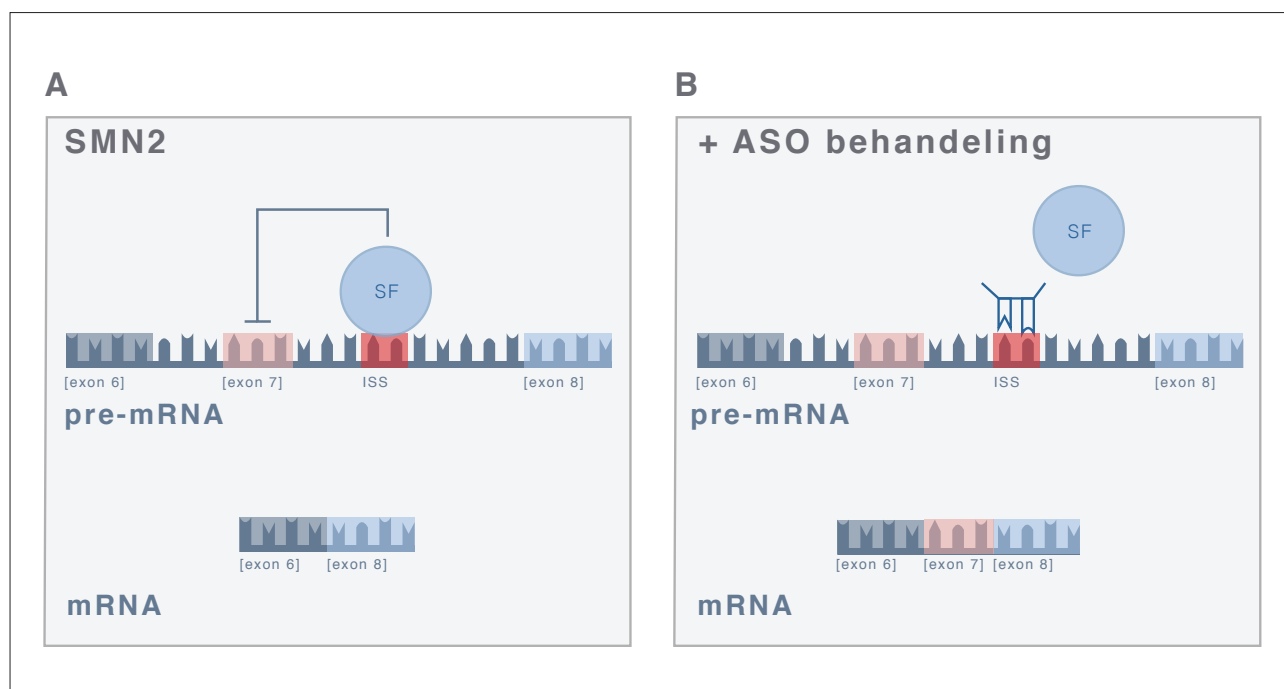 A
SMN2
SF
[exon 6] [exon 7] ISS [exon 8]
pre-mRNA
[exon 6] [exon 8]
mRNA
B
+ ASO behandeling
SF
[exon 6] [exon 7] ISS [exon 8]
pre-mRNA
[exon 6] [exon 7] [exon 8]
mRNA